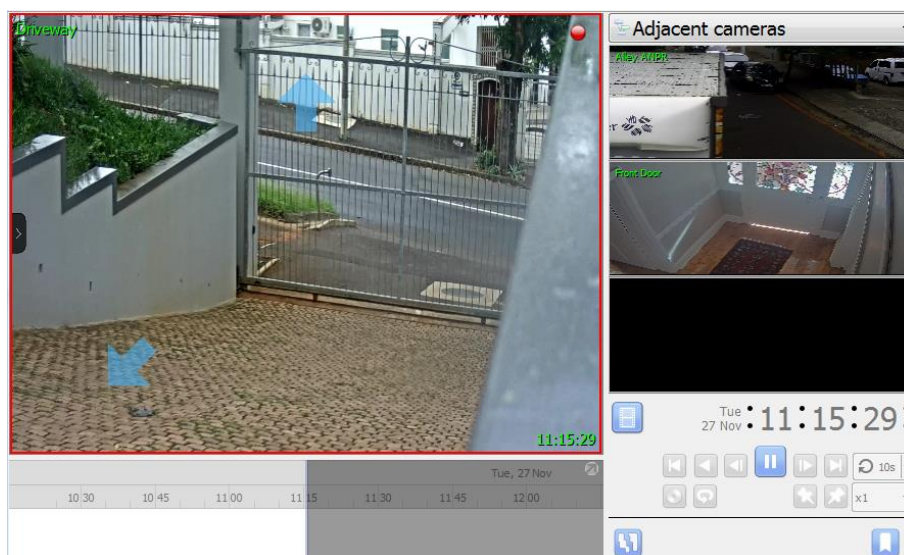 Driveway
11:15:29
Adjacent cameras
Alley ANPR
er
Front Door
Tue
27 Nov
11:15:29
10s
x1
Tue, 27 Nov
10 30
10 45
11 00
11 15
11 30
11 45
12 00